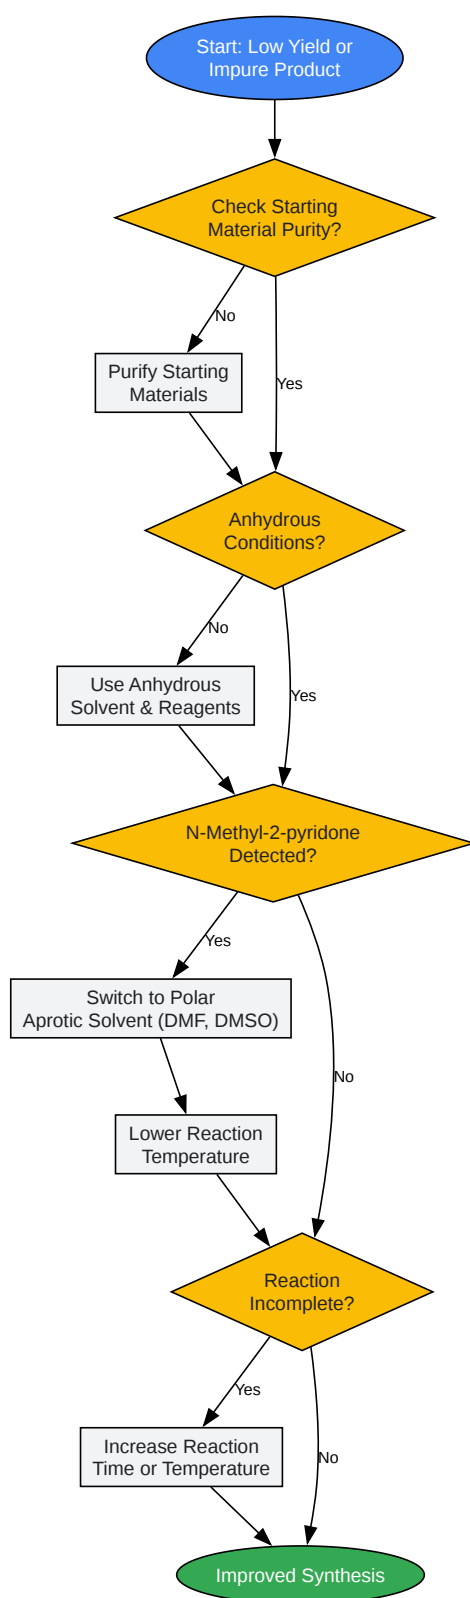 Start: Low Yield or
Impure Product
Check Starting
Material Purity?
No
Purify Starting
Materials
Yes
Anhydrous
Conditions?
No
Use Anhydrous
Solvent & Reagents
Yes
N-Methyl-2-pyridone
Detected?
Yes
Switch to Polar
Aprotic Solvent (DMF, DMSO)
No
Lower Reaction
Temperature
Reaction
Incomplete?
Yes
Increase Reaction
Time or Temperature
No
Improved Synthesis